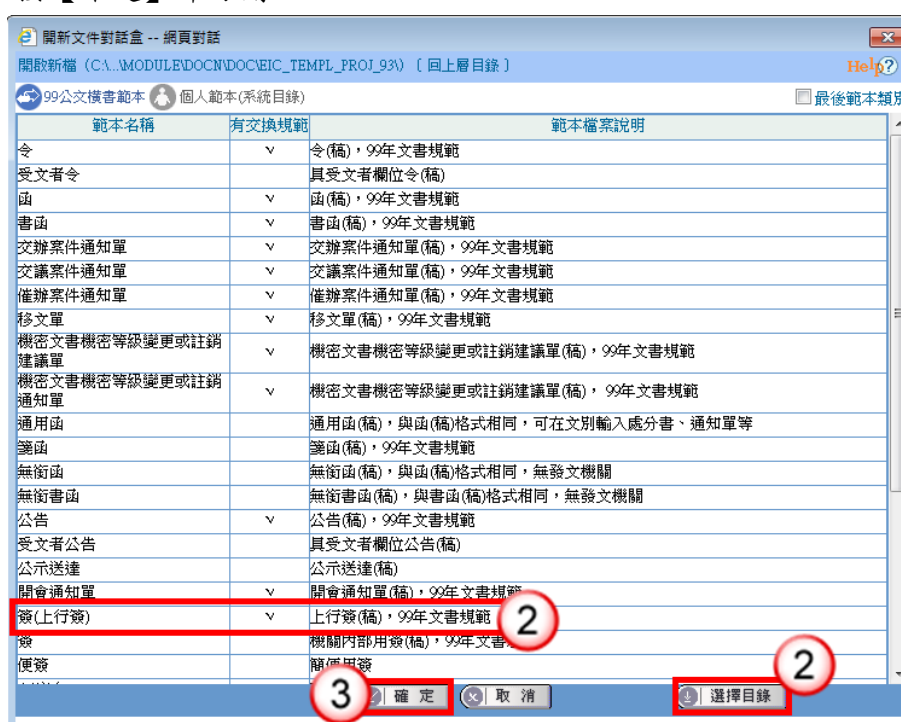 開新文件對話盒 -- 網頁對話
開啟新檔（C:\...\MODULE\DOCN\DOC\EIC_TEMPL_PROJ_93\）〔 回上層目錄 〕 Help?
99公文橫書範本 個人範本(系統目錄) 最後範本類別
範本名稱 有交換規範 範本檔案說明
令 v 令(稿)，99年文書規範
受文者令 具受文者欄位令(稿)
函 v 函(稿)，99年文書規範
書函 v 書函(稿)，99年文書規範
交辦案件通知單 v 交辦案件通知單(稿)，99年文書規範
交議案件通知單 v 交議案件通知單(稿)，99年文書規範
催辦案件通知單 v 催辦案件通知單(稿)，99年文書規範
移文單 v 移文單(稿)，99年文書規範
機密文書機密等級變更或註銷
建議單 v 機密文書機密等級變更或註銷建議單(稿)，99年文書規範
機密文書機密等級變更或註銷
通知單 v 機密文書機密等級變更或註銷建議單(稿)， 99年文書規範
通用函 通用函(稿)，與函(稿)格式相同，可在文別輸入處分書、通知單等
箋函 箋函(稿)，99年文書規範
無銜函 無銜函(稿)，與函(稿)格式相同，無發文機關
無銜書函 無銜書函(稿)，與書函(稿)格式相同，無發文機關
公告 v 公告(稿)，99年文書規範
受文者公告 具受文者欄位公告(稿)
公示送達 公示送達(稿)
開會通知單 v 開會通知單(稿)，99年文書規範
簽(上行簽) v 上行簽(稿)，99年文書規範 2
簽 機關內部用簽(稿)，99年文書
便簽 簡便用簽 2
3 確 定 取 消 選擇目錄